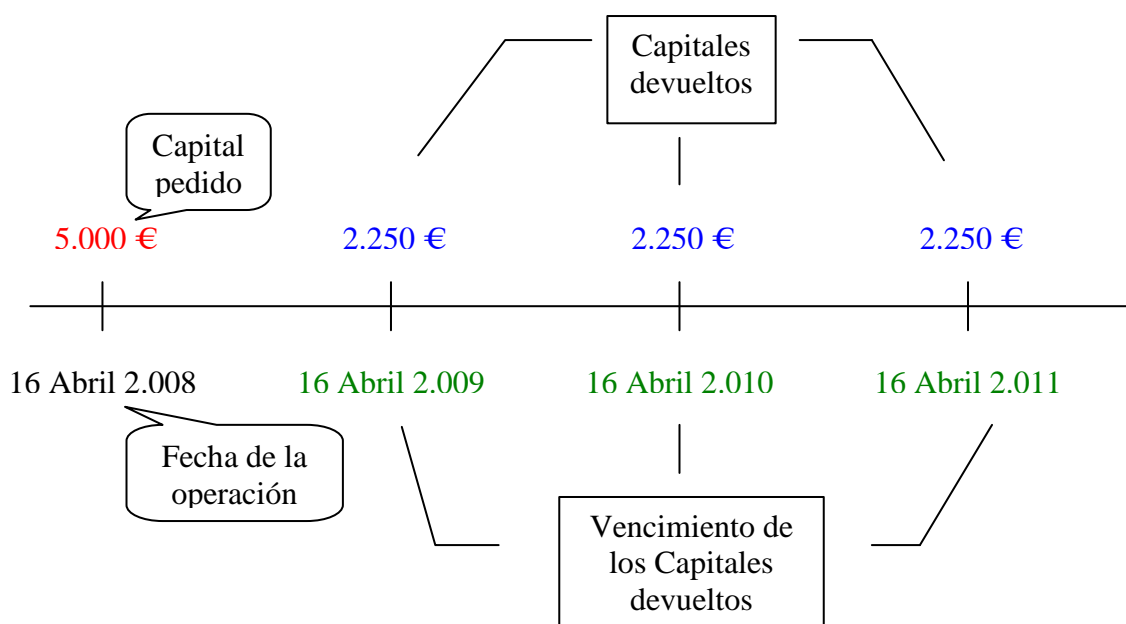 Capitales
devueltos
Capital
pedido
5.000 € 2.250 € 2.250 € 2.250 €
16 Abril 2.008 16 Abril 2.009 16 Abril 2.010 16 Abril 2.011
Fecha de la
operación
Vencimiento de
los Capitales
devueltos